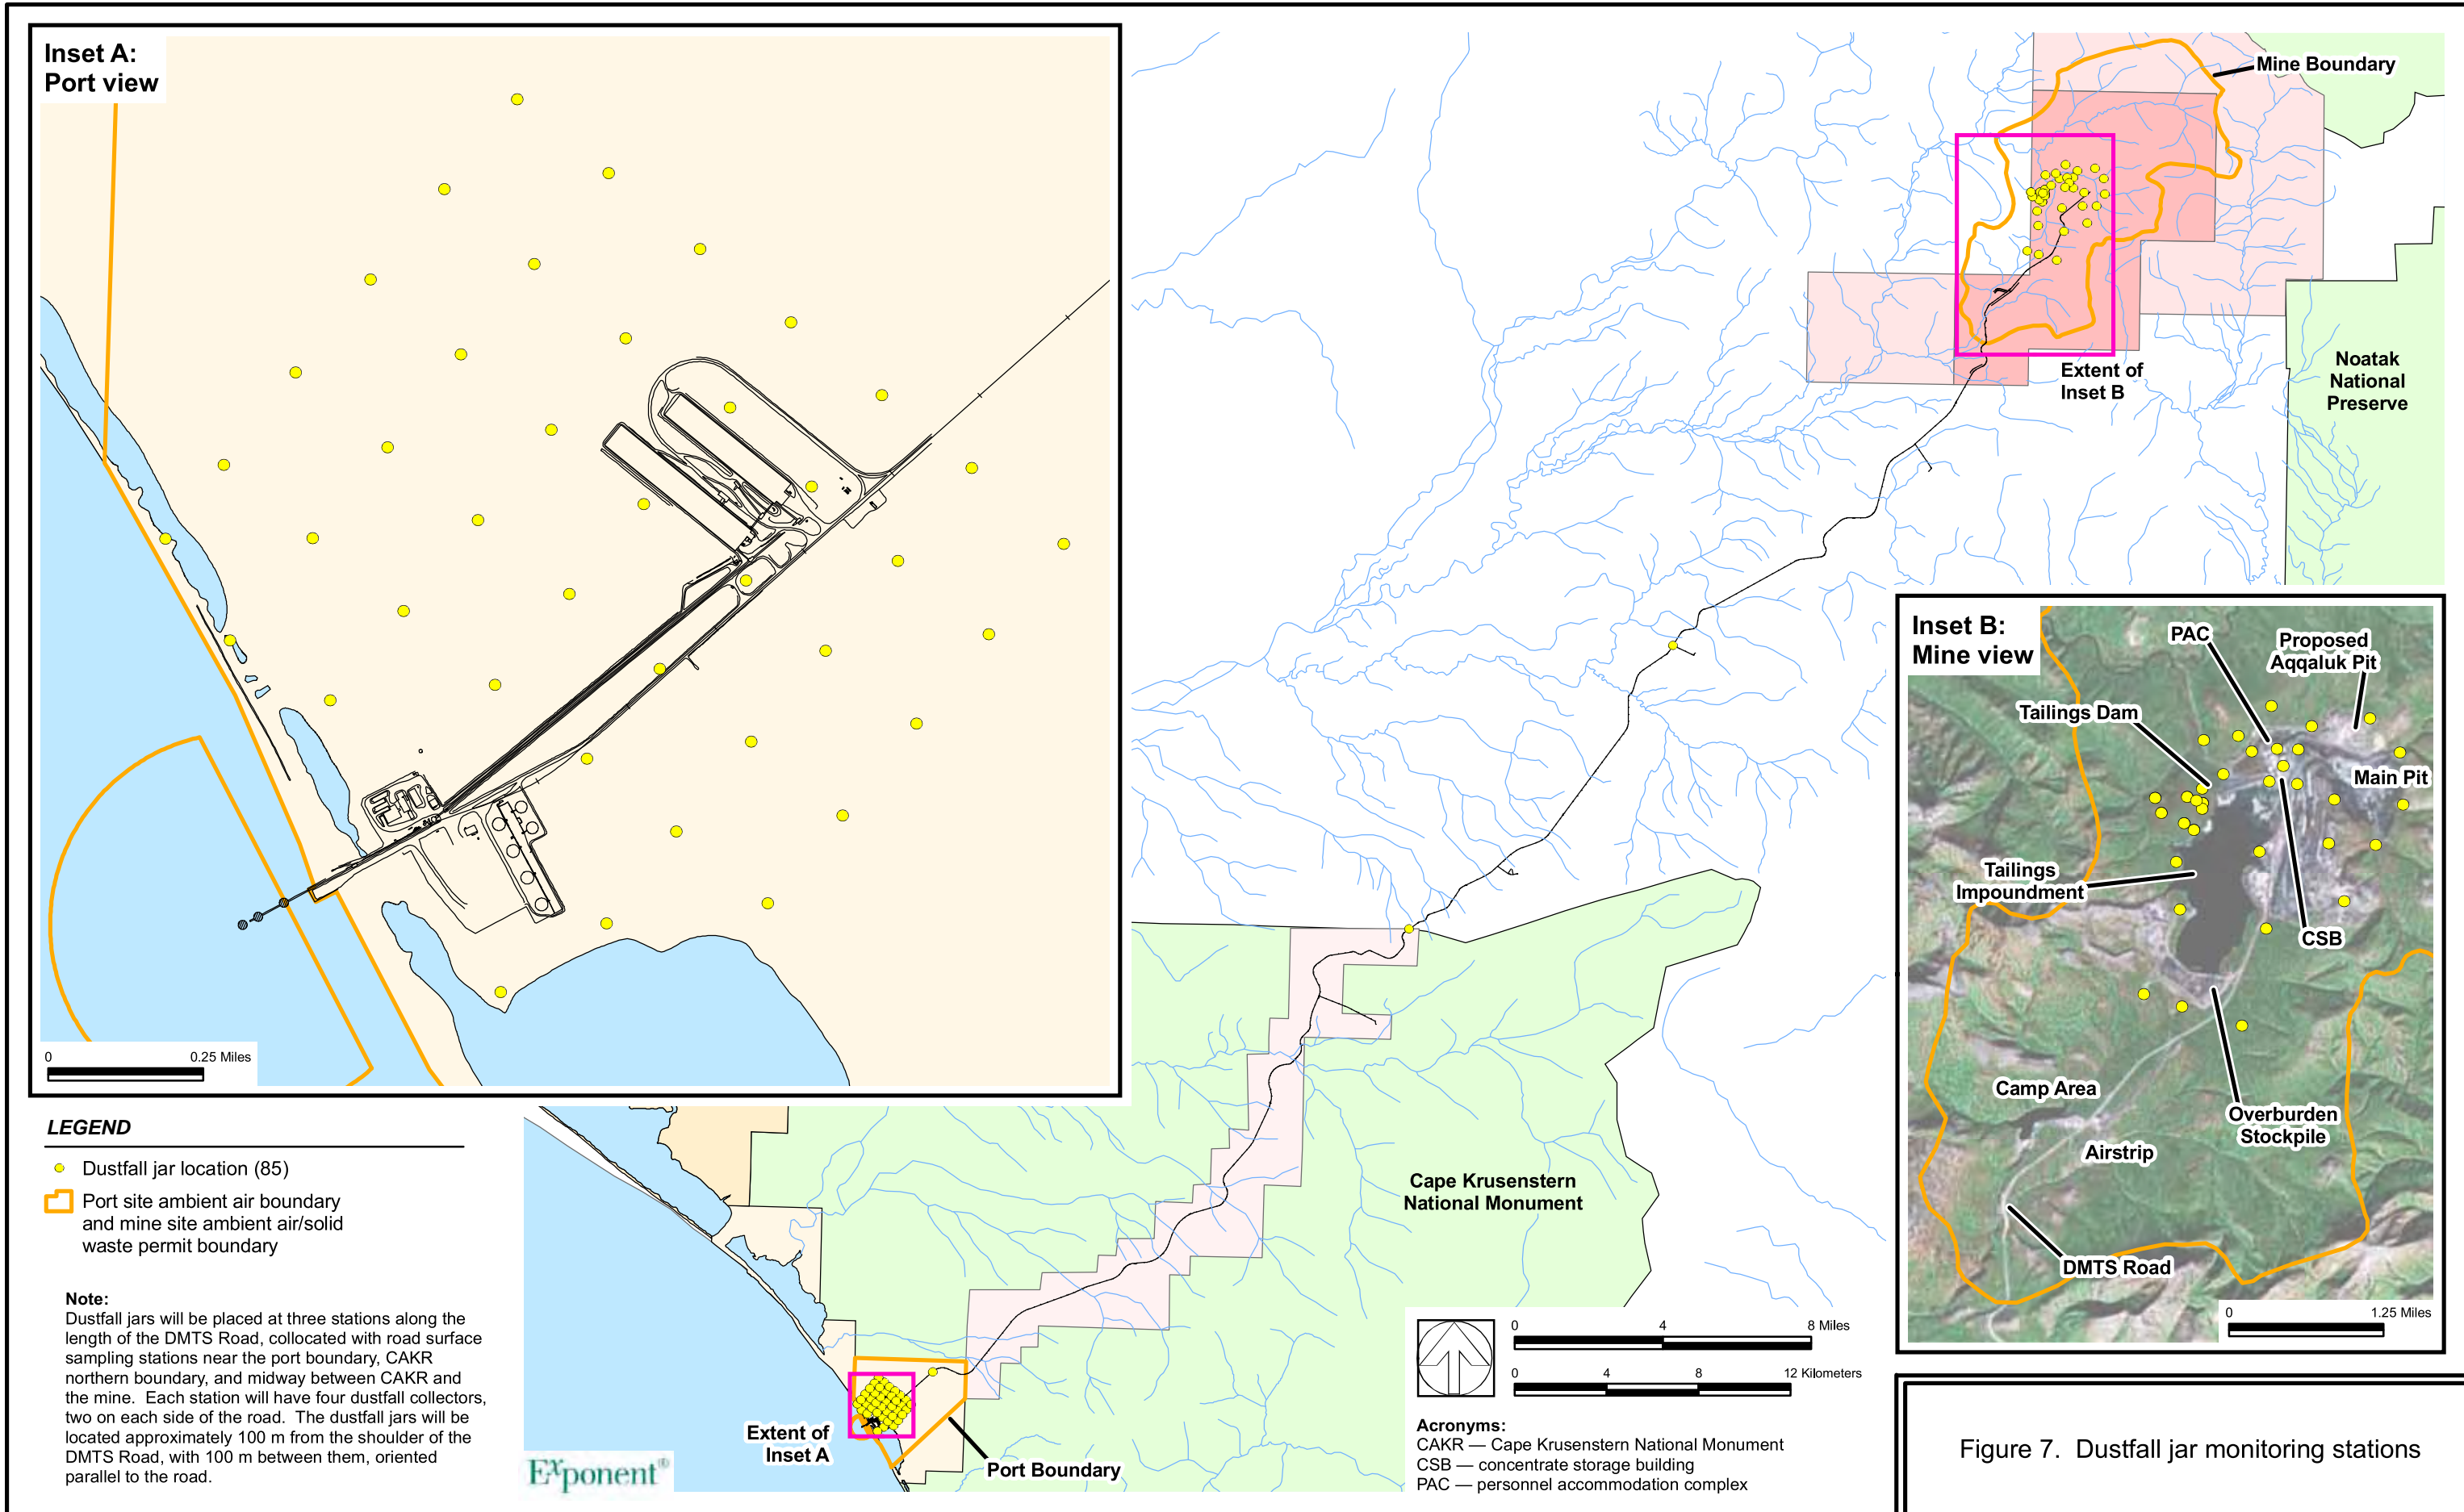 Inset A:
Port view
0
0.25 Miles
LEGEND
Dustfall jar location (85)
Port site ambient air boundary
and mine site ambient air/solid
waste permit boundary
Note:
Dustfall jars will be placed at three stations along the
length of the DMTS Road, collocated with road surface
sampling stations near the port boundary, CAKR
northern boundary, and midway between CAKR and
the mine.  Each station will have four dustfall collectors,
two on each side of the road.  The dustfall jars will be
located approximately 100 m from the shoulder of the
DMTS Road, with 100 m between them, oriented
parallel to the road.
Mine Boundary
Extent of
Inset B
Noatak
National
Preserve
Inset B:
Mine view
PAC
Proposed
Aqqaluk Pit
Tailings Dam
Main Pit
Tailings
Impoundment
CSB
Camp Area
Overburden
Stockpile
Airstrip
DMTS Road
0
1.25 Miles
Cape Krusenstern
National Monument
Extent of
Inset A
Port Boundary
Exponent®
0
4
8 Miles
0
4
8
12 Kilometers
Acronyms:
CAKR — Cape Krusenstern National Monument
CSB — concentrate storage building
PAC — personnel accommodation complex
Figure 7.  Dustfall jar monitoring stations